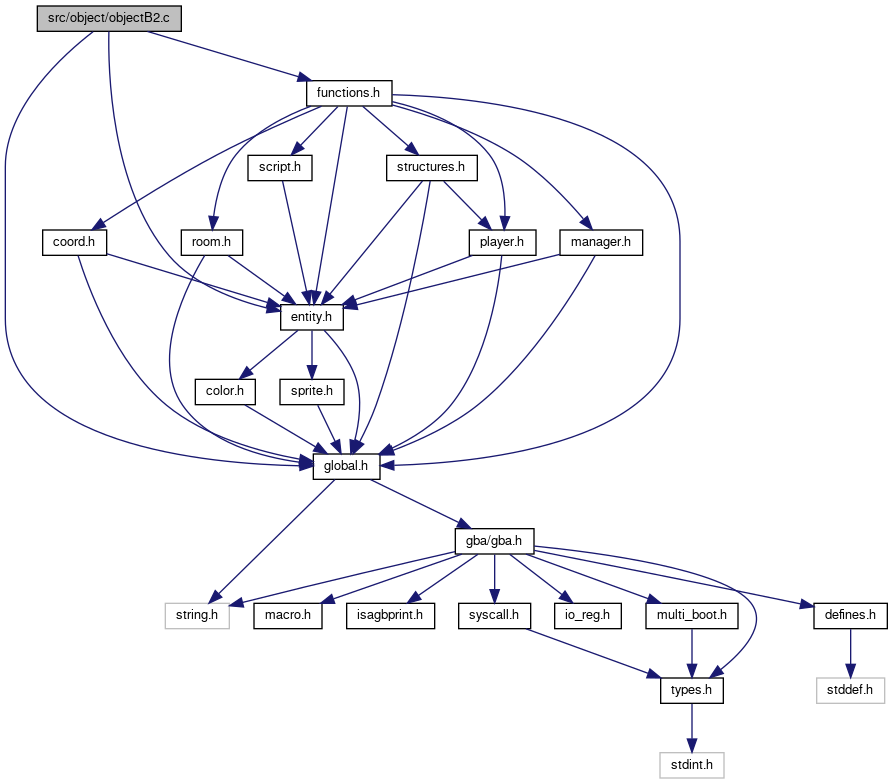 src/object/objectB2.c
functions.h
script.h
structures.h
coord.h
room.h
player.h
manager.h
entity.h
color.h
sprite.h
global.h
gba/gba.h
string.h
macro.h
isagbprint.h
syscall.h
io_reg.h
multi_boot.h
defines.h
types.h
stddef.h
stdint.h